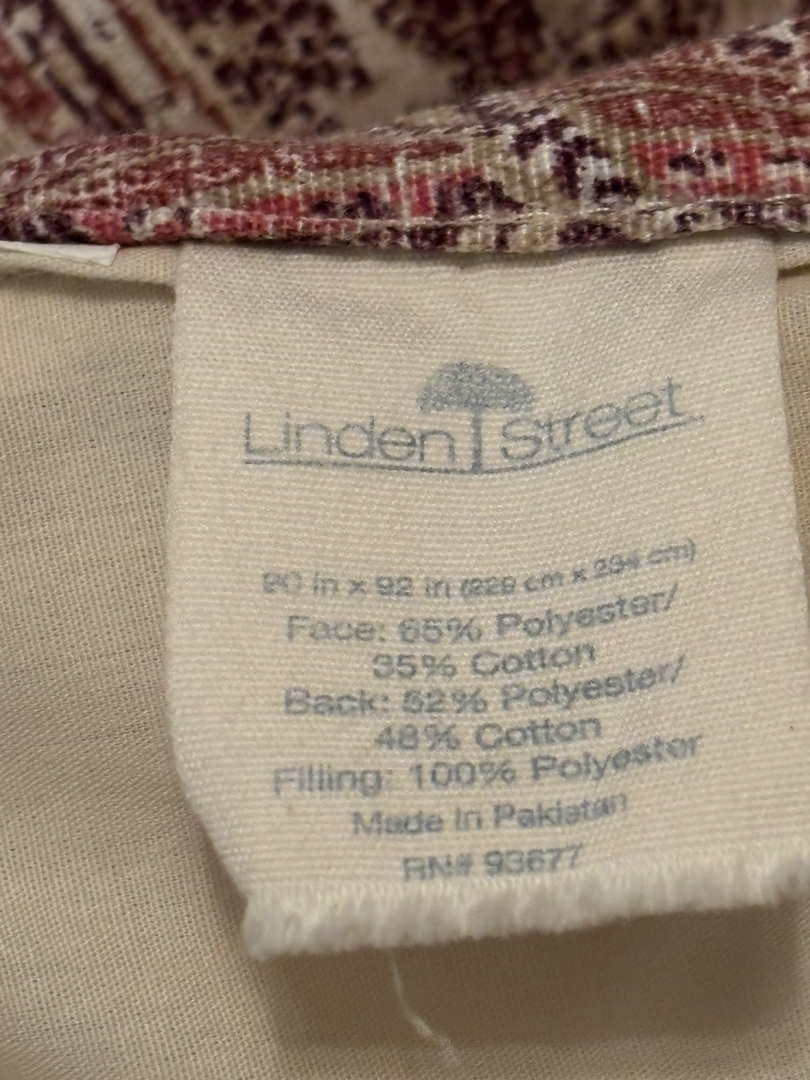 Linden Street
90 in x 92 in (229 cm x 234 cm)
Face: 65% Polyester/
35% Cotton
Back: 52% Polyester/
48% Cotton
Filling: 100% Polyester
Made in Pakistan
RN# 93677